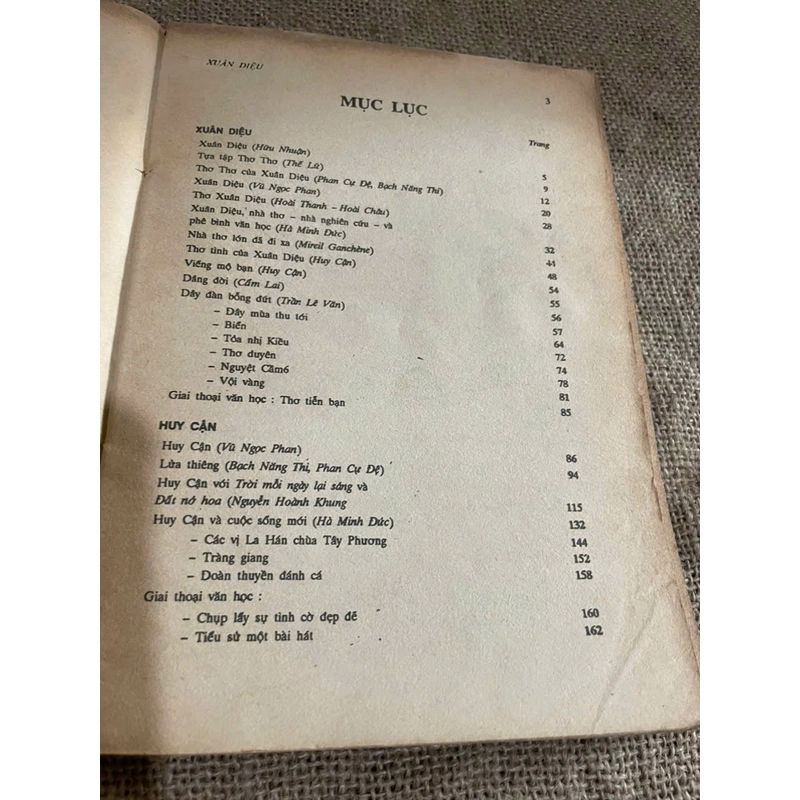 XUÂN DIỆU
3
MỤC LỤC
Trang
XUÂN DIỆU
Xuân Diệu (Hữu Nhuận) 5
Tựa tập Thơ Thơ (Thế Lữ) 9
Thơ Thơ của Xuân Diệu (Phan Cự Đệ, Bạch Năng Thi) 12
Xuân Diệu (Vũ Ngọc Phan) 20
Thơ Xuân Diệu (Hoài Thanh – Hoài Chân) 28
Xuân Diệu, nhà thơ – nhà nghiên cứu – và
phê bình văn học (Hà Minh Đức) 32
Nhà thơ lớn đã đi xa (Mireil Ganchène) 44
Thơ tình của Xuân Diệu (Huy Cận) 48
Viếng mộ bạn (Huy Cận) 54
Dâng đời (Cẩm Lai) 55
Dây đàn bỗng đứt (Trần Lê Văn) 56
– Đây mùa thu tới 57
– Biển 64
– Tỏa nhị Kiều 72
– Thơ duyên 74
– Nguyệt Cầm6 78
– Vội vàng 81
Giai thoại văn học : Thơ tiễn bạn 85
HUY CẬN
Huy Cận (Vũ Ngọc Phan) 86
Lửa thiêng (Bạch Năng Thi, Phan Cự Đệ) 94
Huy Cận với Trời mỗi ngày lại sáng và
Đất nở hoa (Nguyễn Hoành Khung 115
Huy Cận và cuộc sống mới (Hà Minh Đức) 132
– Các vị La Hán chùa Tây Phương 144
– Tràng giang 152
– Đoàn thuyền đánh cá 158
Giai thoại văn học :
– Chụp lấy sự tình cờ đẹp đẽ 160
– Tiểu sử một bài hát 162